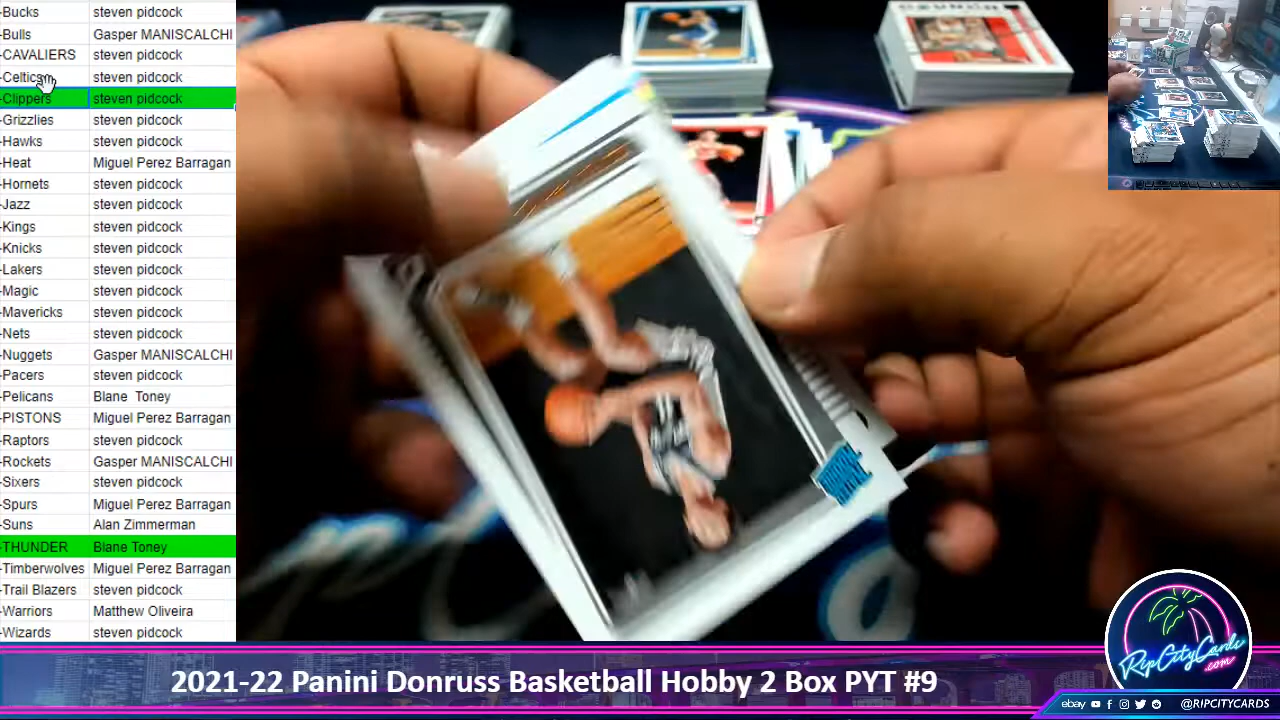 -Bucks steven pidcock
-Bulls Gasper MANISCALCHI
-CAVALIERS steven pidcock
-Celtics steven pidcock
-Clippers steven pidcock
-Grizzlies steven pidcock
-Hawks steven pidcock
-Heat Miguel Perez Barragan
-Hornets steven pidcock
-Jazz steven pidcock
-Kings steven pidcock
-Knicks steven pidcock
-Lakers steven pidcock
-Magic steven pidcock
-Mavericks steven pidcock
-Nets steven pidcock
-Nuggets Gasper MANISCALCHI
-Pacers steven pidcock
-Pelicans Blane Toney
-PISTONS Miguel Perez Barragan
-Raptors steven pidcock
-Rockets Gasper MANISCALCHI
-Sixers steven pidcock
-Spurs Miguel Perez Barragan
-Suns Alan Zimmerman
-THUNDER Blane Toney
-Timberwolves Miguel Perez Barragan
-Trail Blazers steven pidcock
-Warriors Matthew Oliveira
-Wizards steven pidcock
RipCityCards
.com
2021-22 Panini Donruss Basketball Hobby 2 Box PYT #9
ebay @RIPCITYCARDS